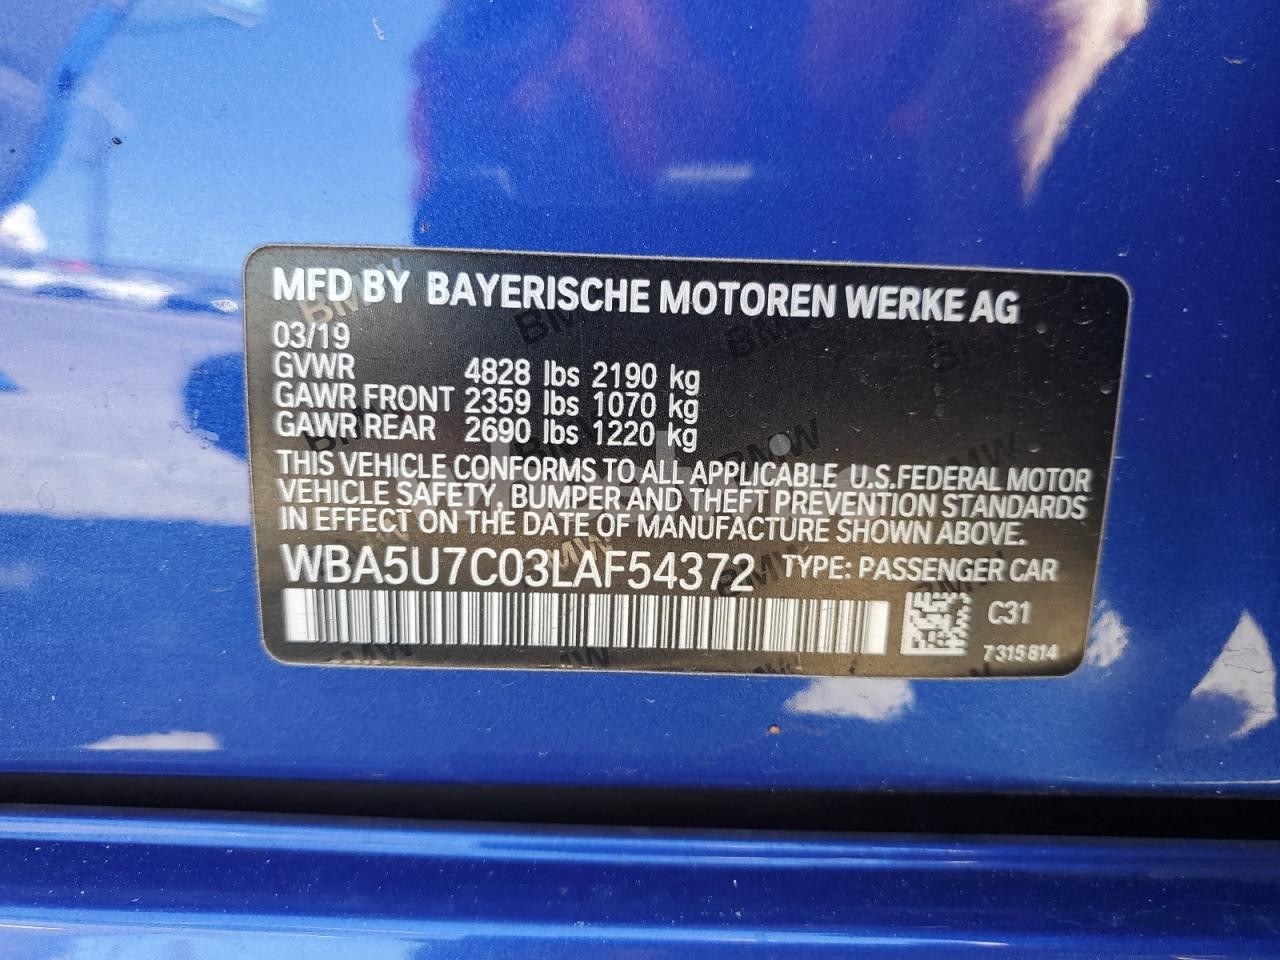 MFD BY BAYERISCHE MOTOREN WERKE AG
03/19
GVWR 4828 lbs 2190 kg
GAWR FRONT 2359 lbs 1070 kg
GAWR REAR 2690 lbs 1220 kg
THIS VEHICLE CONFORMS TO ALL APPLICABLE U.S.FEDERAL MOTOR
VEHICLE SAFETY, BUMPER AND THEFT PREVENTION STANDARDS
IN EFFECT ON THE DATE OF MANUFACTURE SHOWN ABOVE.
WBA5U7C03LAF54372 TYPE: PASSENGER CAR
C31
7315814